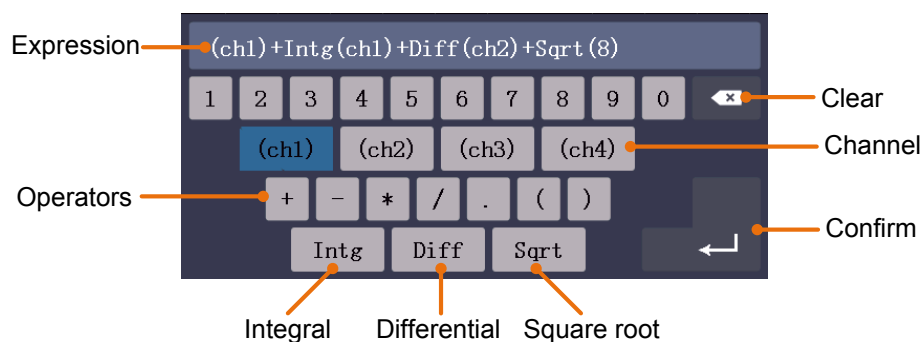 Expression
(ch1)+Intg(ch1)+Diff(ch2)+Sqrt(8)
1 2 3 4 5 6 7 8 9 0
Clear
(ch1) (ch2) (ch3) (ch4)
Channel
Operators
+ - * / . ( )
Confirm
Intg Diff Sqrt
Integral Differential Square root